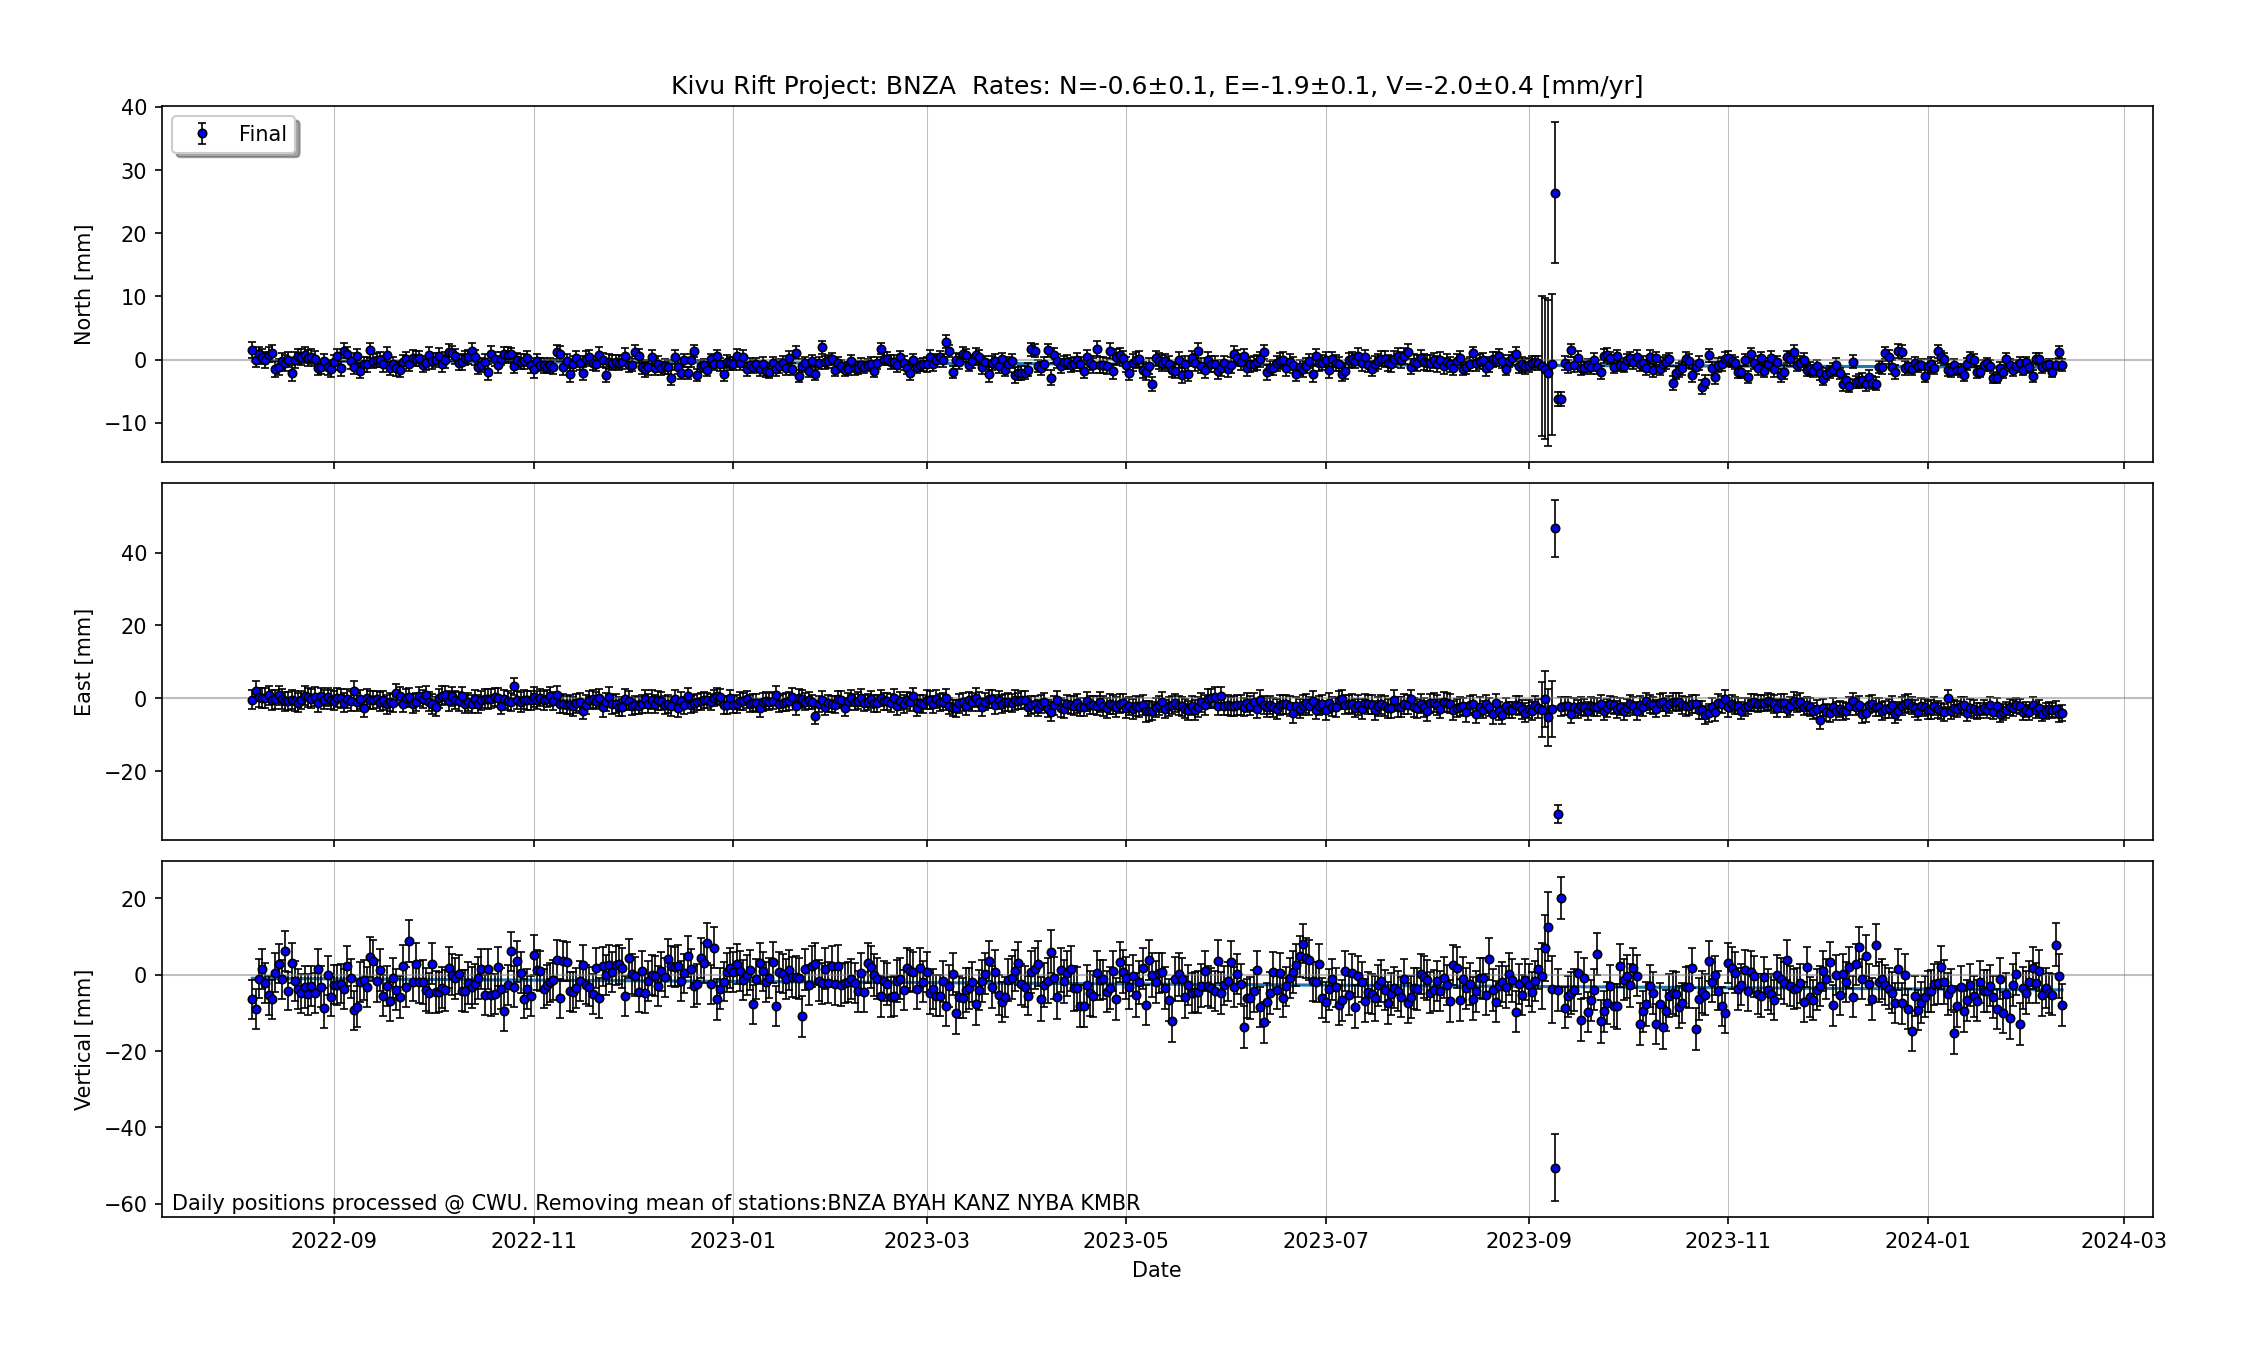 Kivu Rift Project: BNZA  Rates: N=-0.6±0.1, E=-1.9±0.1, V=-2.0±0.4 [mm/yr]
Final
North [mm]
40
30
20
10
0
−10
East [mm]
40
20
0
−20
Vertical [mm]
20
0
−20
−40
−60
Daily positions processed @ CWU. Removing mean of stations:BNZA BYAH KANZ NYBA KMBR
2022-09 2022-11 2023-01 2023-03 2023-05 2023-07 2023-09 2023-11 2024-01 2024-03
Date